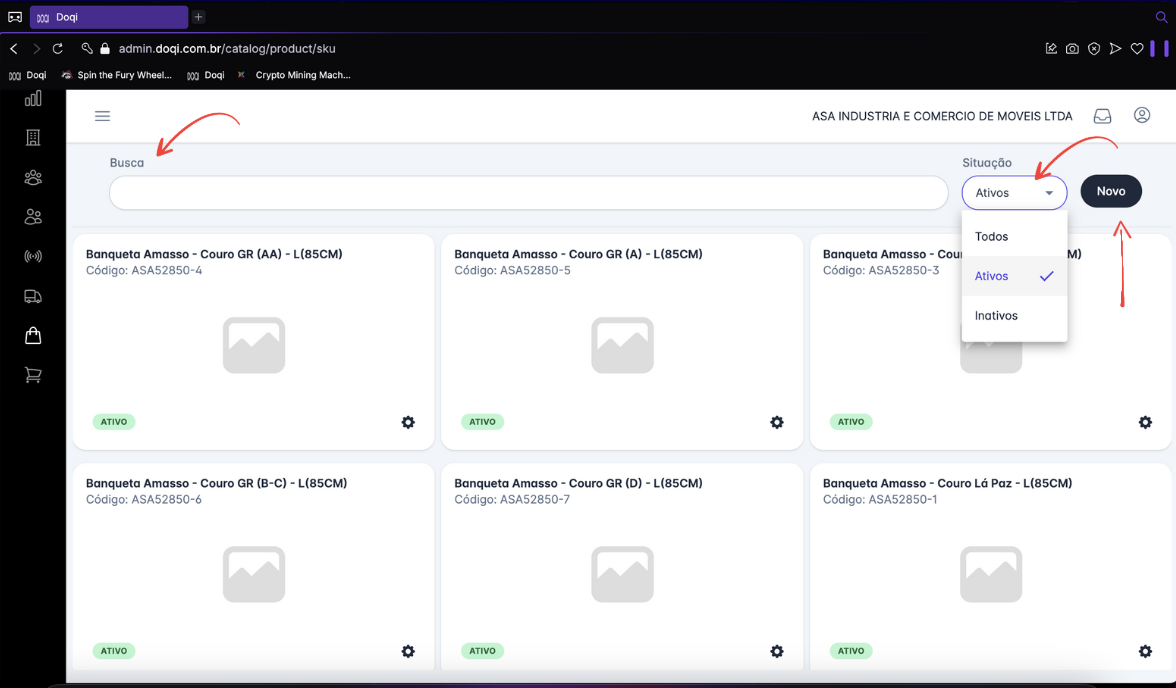 Doqi
admin.doqi.com.br/catalog/product/sku
Doqi Spin the Fury Wheel... Doqi Crypto Mining Mach...
ASA INDUSTRIA E COMERCIO DE MOVEIS LTDA
Busca
Situação
Ativos
Novo
Todos
Ativos
Inativos
Banqueta Amasso - Couro GR (AA) - L(85CM)
Código: ASA52850-4
ATIVO
Banqueta Amasso - Couro GR (A) - L(85CM)
Código: ASA52850-5
ATIVO
Banqueta Amasso - Cou M)
Código: ASA52850-3
ATIVO
Banqueta Amasso - Couro GR (B-C) - L(85CM)
Código: ASA52850-6
ATIVO
Banqueta Amasso - Couro GR (D) - L(85CM)
Código: ASA52850-7
ATIVO
Banqueta Amasso - Couro Lá Paz - L(85CM)
Código: ASA52850-1
ATIVO